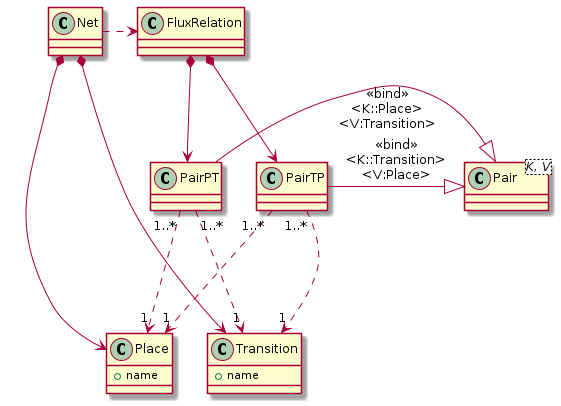 C Net
C FluxRelation
«bind»
<K::Place>
<V:Transition>
«bind»
<K::Transition>
<V:Place>
C PairPT
C PairTP
C Pair
K, V
1..*
1..*
1..*
1..*
1
1
1
1
C Place
name
C Transition
name